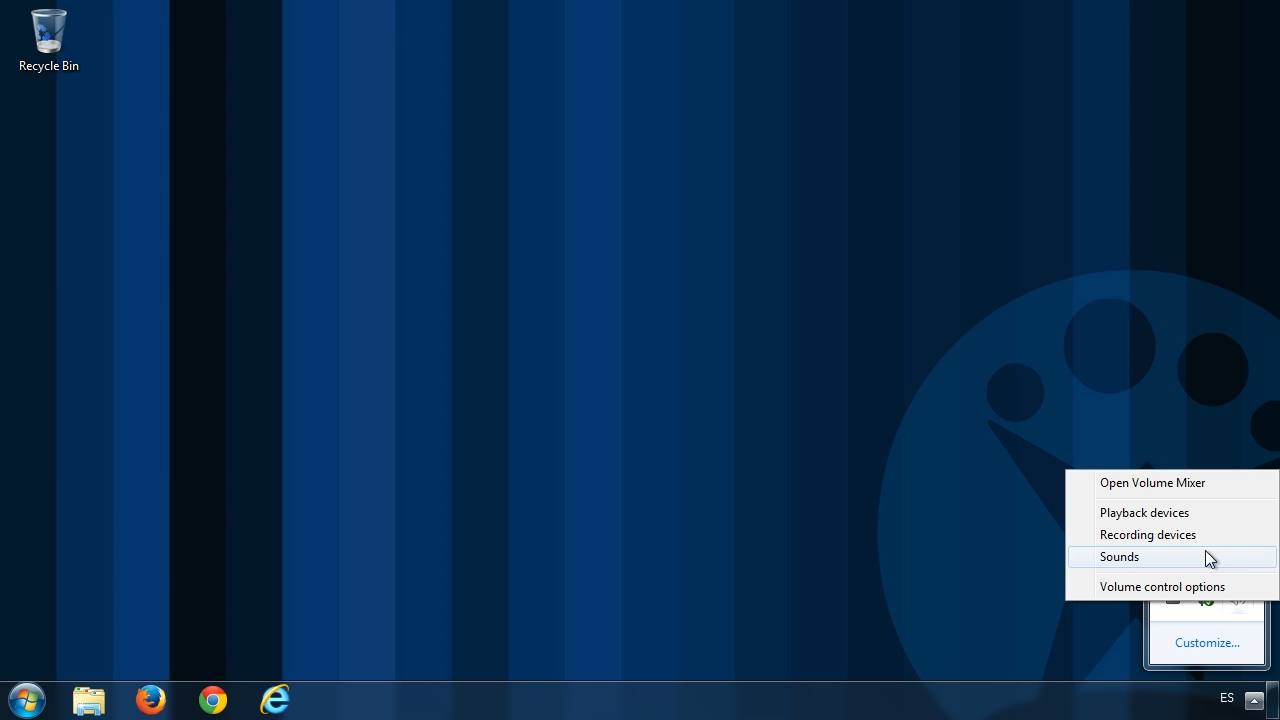 Recycle Bin
Open Volume Mixer
Playback devices
Recording devices
Sounds
Volume control options
Customize...
ES